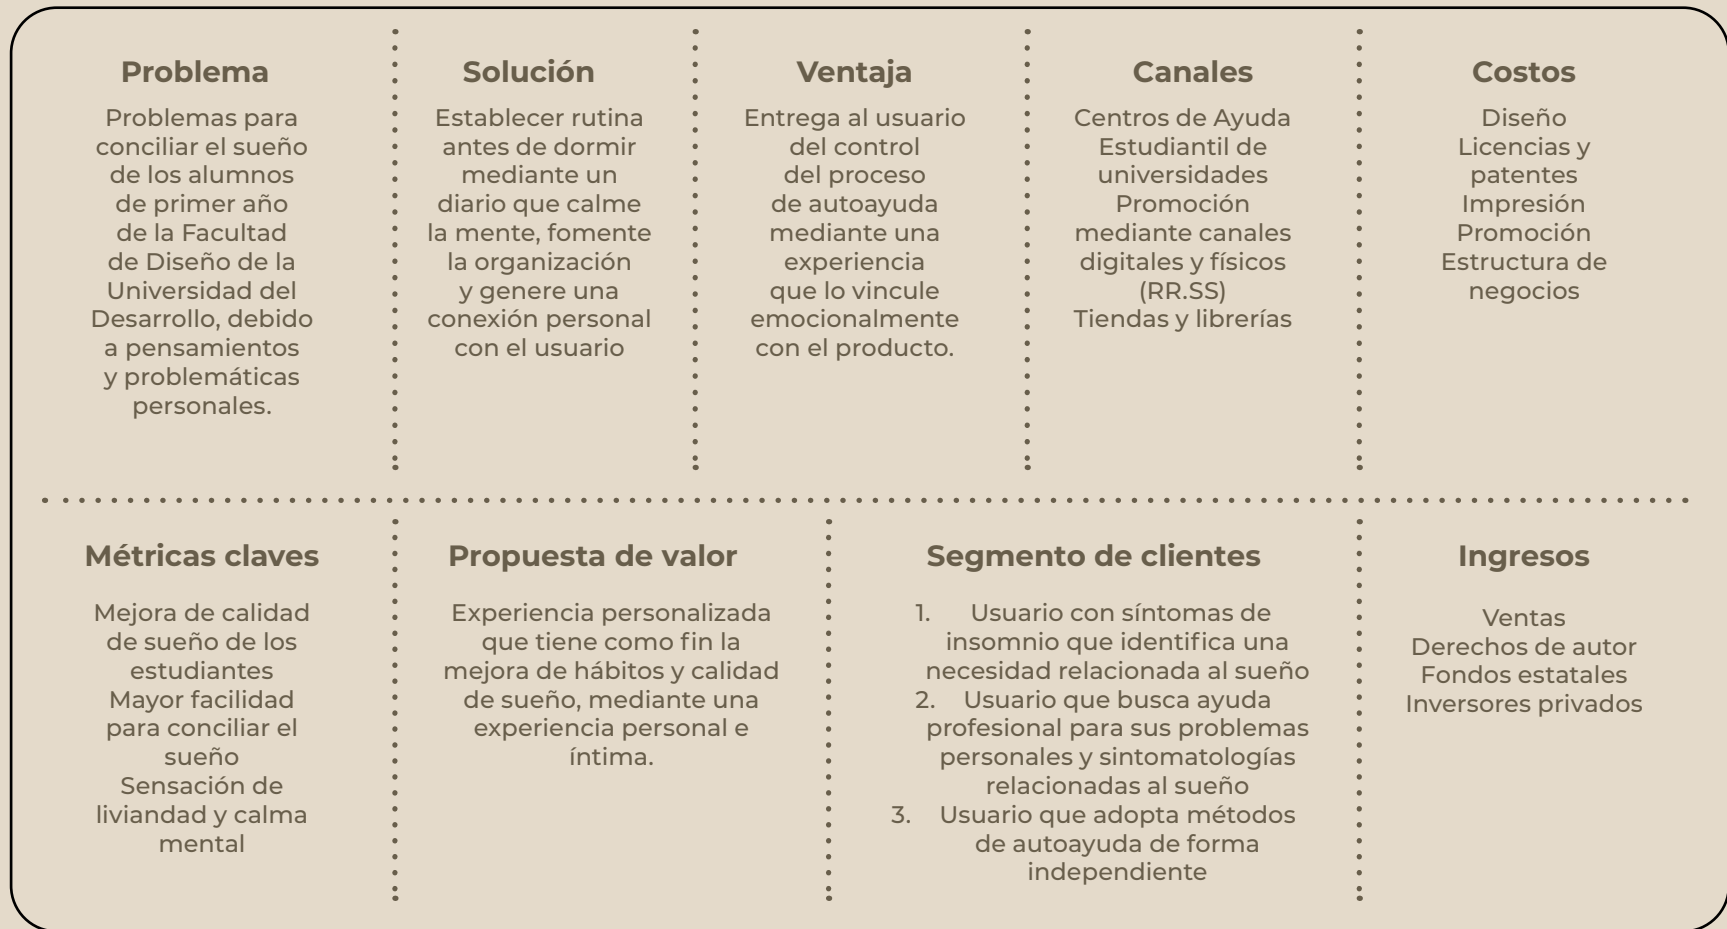 Problema
Problemas para
conciliar el sueño
de los alumnos
de primer año
de la Facultad
de Diseño de la
Universidad del
Desarrollo, debido
a pensamientos
y problemáticas
personales.
Solución
Establecer rutina
antes de dormir
mediante un
diario que calme
la mente, fomente
la organización
y genere una
conexión personal
con el usuario
Ventaja
Entrega al usuario
del control
del proceso
de autoayuda
mediante una
experiencia
que lo vincule
emocionalmente
con el producto.
Canales
Centros de Ayuda
Estudiantil de
universidades
Promoción
mediante canales
digitales y físicos
(RR.SS)
Tiendas y librerías
Costos
Diseño
Licencias y
patentes
Impresión
Promoción
Estructura de
negocios
Métricas claves
Mejora de calidad
de sueño de los
estudiantes
Mayor facilidad
para conciliar el
sueño
Sensación de
liviandad y calma
mental
Propuesta de valor
Experiencia personalizada
que tiene como fin la
mejora de hábitos y calidad
de sueño, mediante una
experiencia personal e
íntima.
Segmento de clientes
1. Usuario con síntomas de
insomnio que identifica una
necesidad relacionada al sueño
2. Usuario que busca ayuda
profesional para sus problemas
personales y sintomatologías
relacionadas al sueño
3. Usuario que adopta métodos
de autoayuda de forma
independiente
Ingresos
Ventas
Derechos de autor
Fondos estatales
Inversores privados